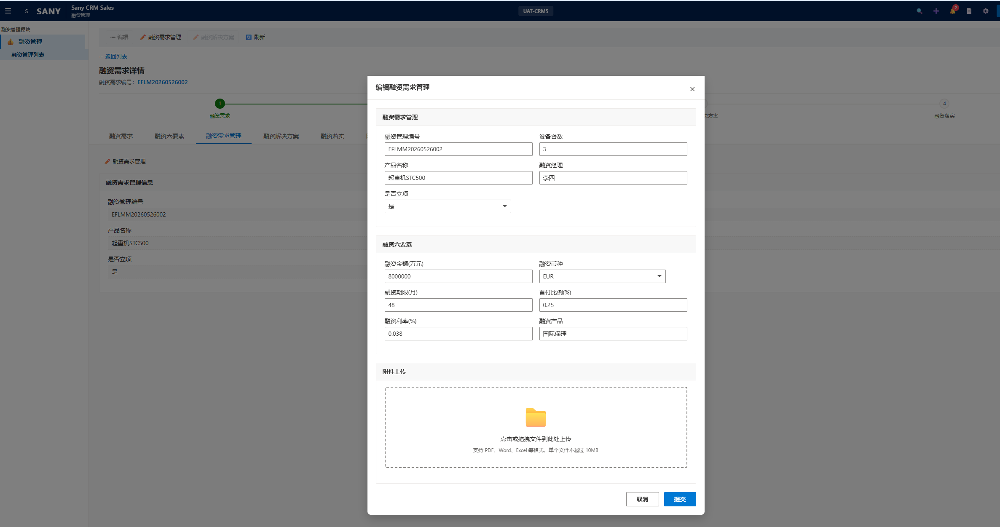 ☰ S SANY Sany CRM Sales
融资管理
UAT-CRM5
2
融资管理模块
融资管理
融资管理列表
编辑 融资需求管理 融资解决方案 刷新
←返回列表
融资需求详情
融资需求编号：EFLM20260526002
1
融资需求
决方案
4
融资落实
融资需求 融资六要素 融资需求管理 融资解决方案 融资落实
融资需求管理
融资需求管理信息
融资管理编号
EFLMM20260526002
产品名称
起重机STC500
是否立项
是
编辑融资需求管理 ×
融资需求管理
融资管理编号 设备台数
EFLMM20260526002 3
产品名称 融资经理
起重机STC500 李四
是否立项
是
融资六要素
融资金额(万元) 融资币种
8000000 EUR
融资期限(月) 首付比例(%)
48 0.25
融资利率(%) 融资产品
0.038 国际保理
附件上传
点击或拖拽文件到此处上传
支持 PDF、Word、Excel 等格式，单个文件不超过 10MB
取消 提交